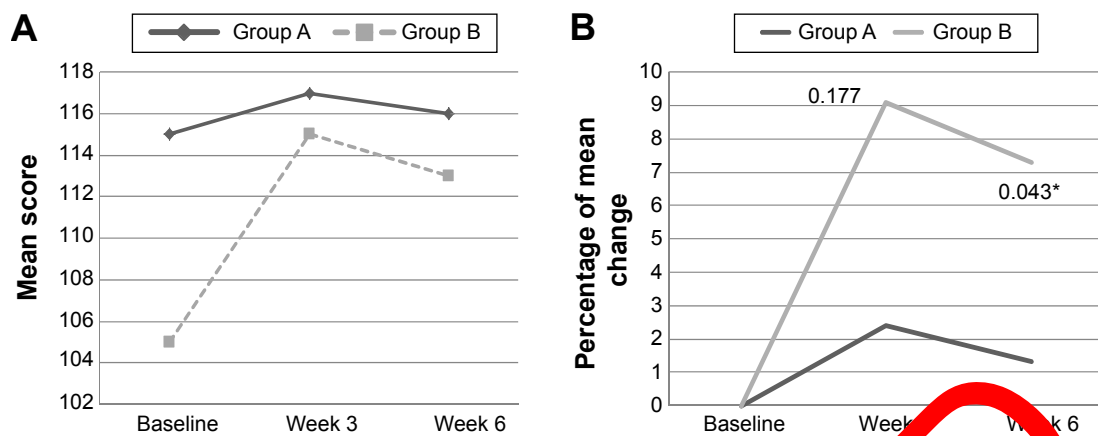 A
Group A
Group B
118
116
114
112
110
108
106
104
102
Mean score
Baseline
Week 3
Week 6
B
Group A
Group B
10
9
8
7
6
5
4
3
2
1
0
Percentage of mean
change
0.177
0.043*
Baseline